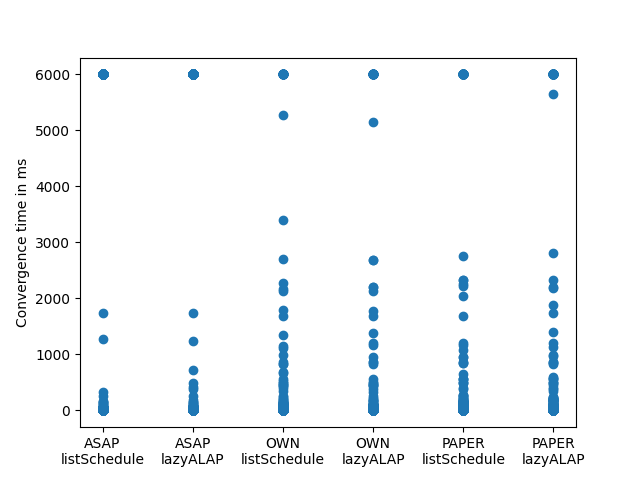 6000
5000
4000
3000
2000
1000
0
Convergence time in ms
ASAP listSchedule
ASAP lazyALAP
OWN listSchedule
OWN lazyALAP
PAPER listSchedule
PAPER lazyALAP